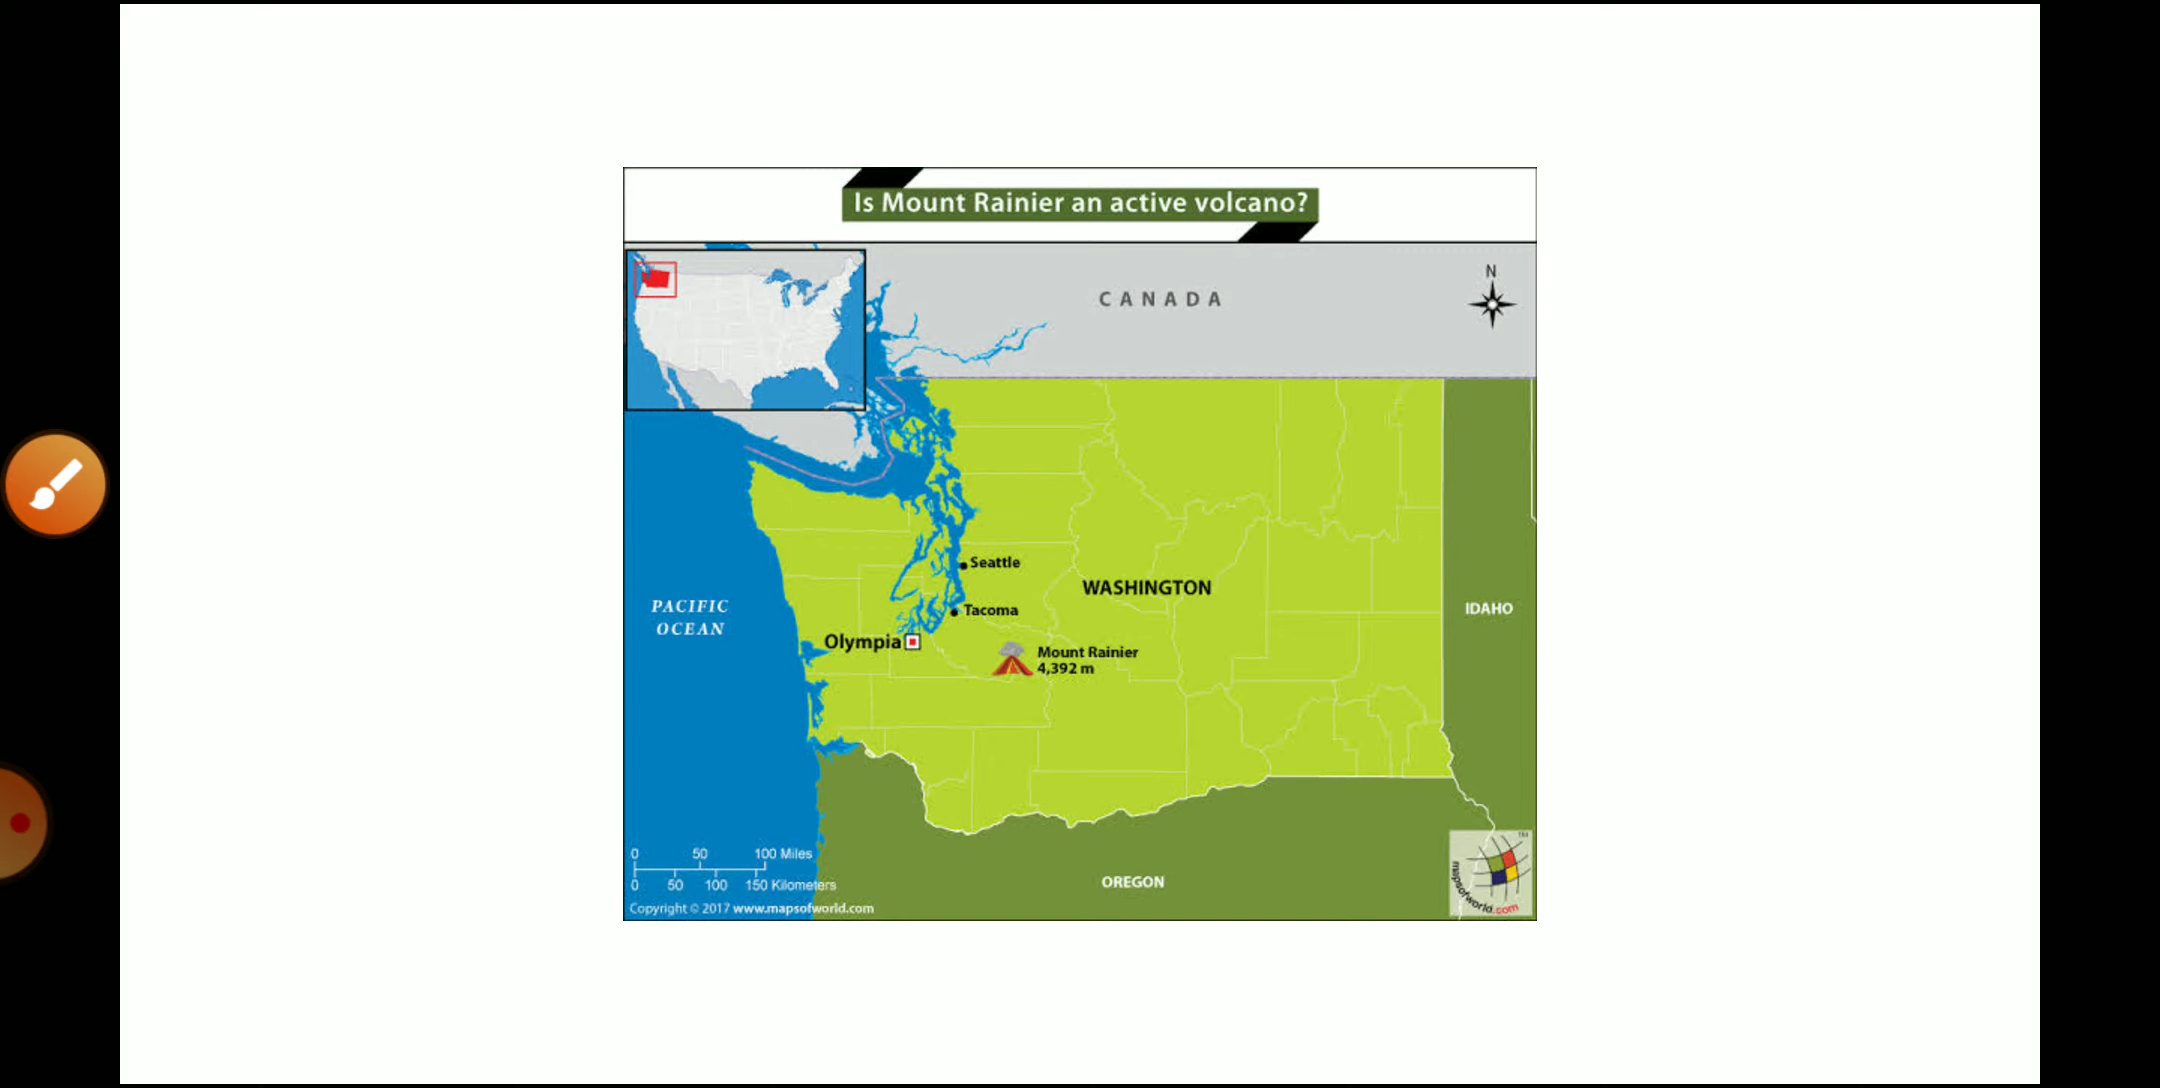 Is Mount Rainier an active volcano?
N
CANADA
Seattle
WASHINGTON
PACIFIC
OCEAN
IDAHO
Tacoma
Olympia
Mount Rainier
4,392 m
0 50 100 Miles
0 50 100 150 Kilometers
OREGON
Copyright © 2017 www.mapsofworld.com
TM
mapsofworld.com